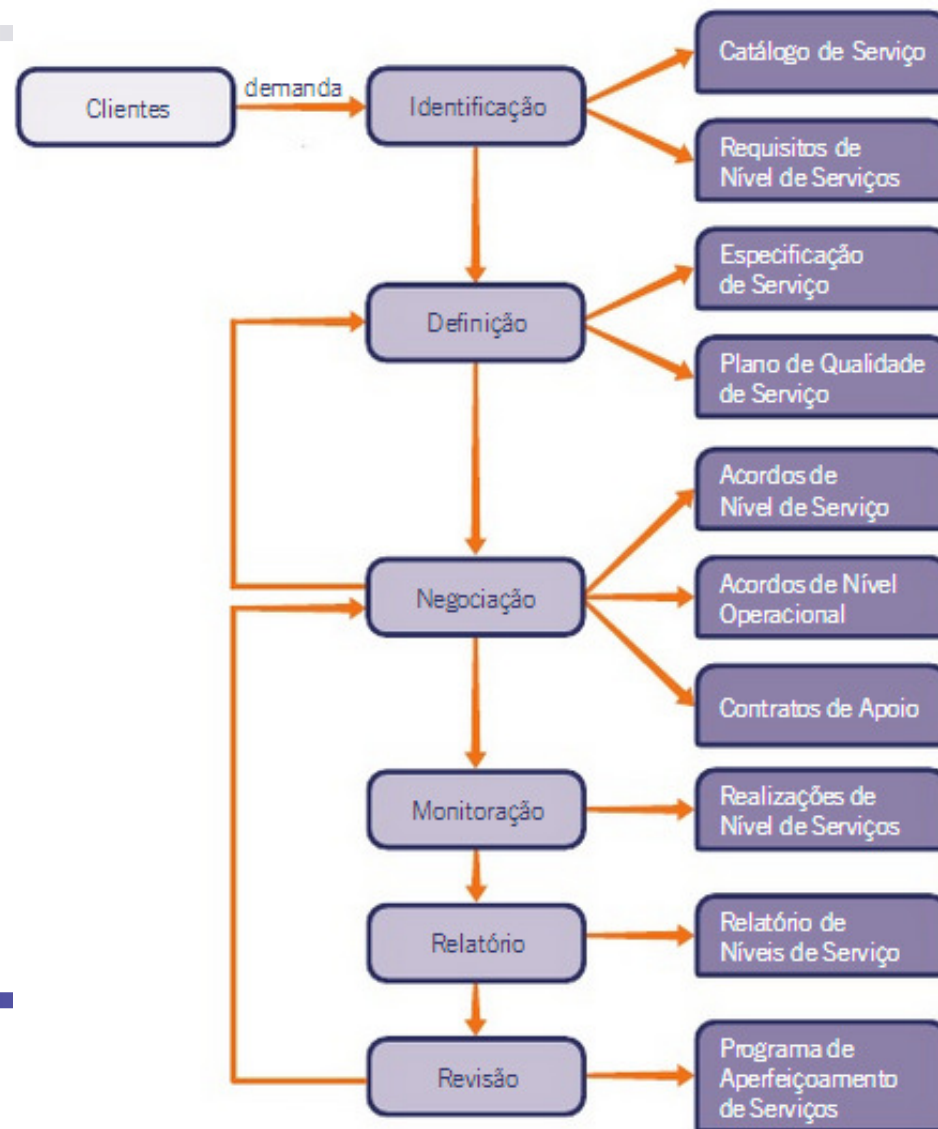 Clientes
demanda
Identificação
Catálogo de Serviço
Requisitos de
Nível de Serviços
Definição
Especificação
de Serviço
Plano de Qualidade
de Serviço
Negociação
Acordos de
Nível de Serviço
Acordos de Nível
Operacional
Contratos de Apoio
Monitoração
Realizações de
Nível de Serviços
Relatório
Relatório de
Níveis de Serviço
Revisão
Programa de
Aperfeiçoamento
de Serviços